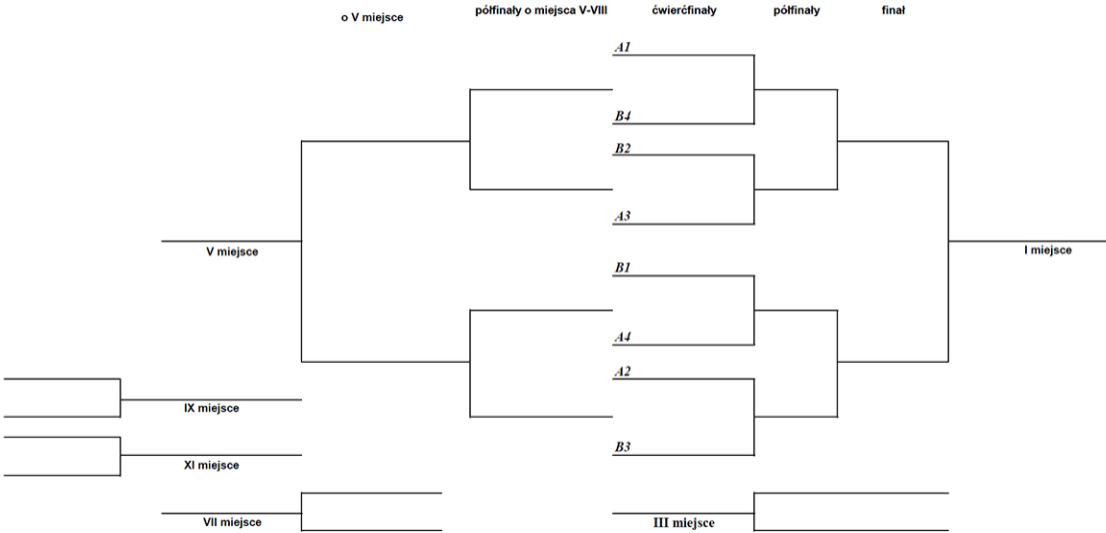 o V miejsce
półfinały o miejsca V-VIII
ćwierćfinały
półfinały
finał
A1
B4
B2
A3
V miejsce
I miejsce
B1
A4
A2
IX miejsce
B3
XI miejsce
VII miejsce
III miejsce